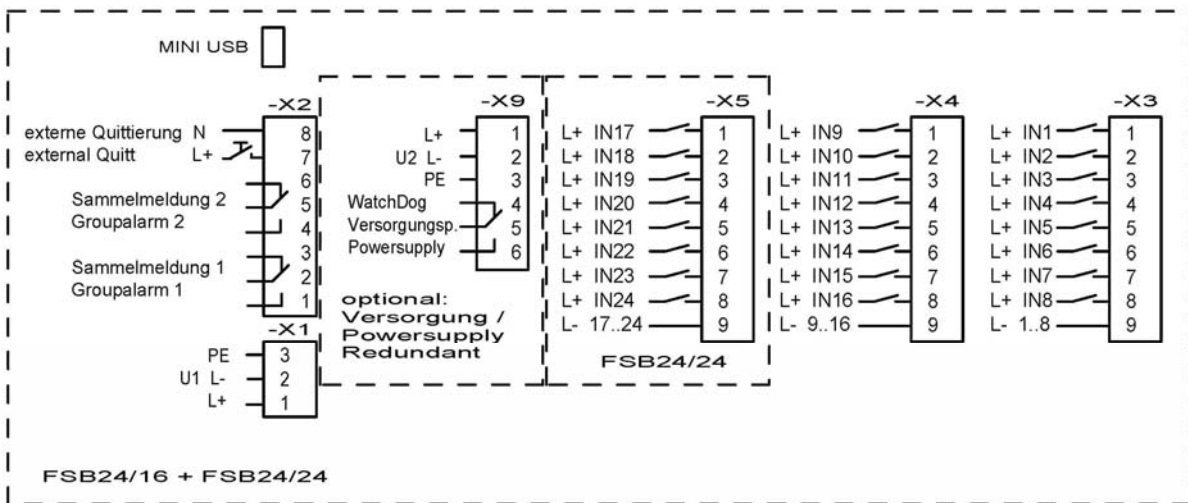 MINI USB
-X2
externe Quittierung N 8
external Quitt L+ 7
6
Sammelmeldung 2 5
Groupalarm 2 4
3
Sammelmeldung 1 2
Groupalarm 1 1
-X1
PE 3
U1 L- 2
L+ 1
-X9
L+ 1
U2 L- 2
PE 3
WatchDog 4
Versorgungsp. 5
Powersupply 6
optional:
Versorgung /
Powersupply
Redundant
-X5
L+ IN17 1
L+ IN18 2
L+ IN19 3
L+ IN20 4
L+ IN21 5
L+ IN22 6
L+ IN23 7
L+ IN24 8
L- 17..24 9
FSB24/24
-X4
L+ IN9 1
L+ IN10 2
L+ IN11 3
L+ IN12 4
L+ IN13 5
L+ IN14 6
L+ IN15 7
L+ IN16 8
L- 9..16 9
-X3
L+ IN1 1
L+ IN2 2
L+ IN3 3
L+ IN4 4
L+ IN5 5
L+ IN6 6
L+ IN7 7
L+ IN8 8
L- 1..8 9
FSB24/16 + FSB24/24